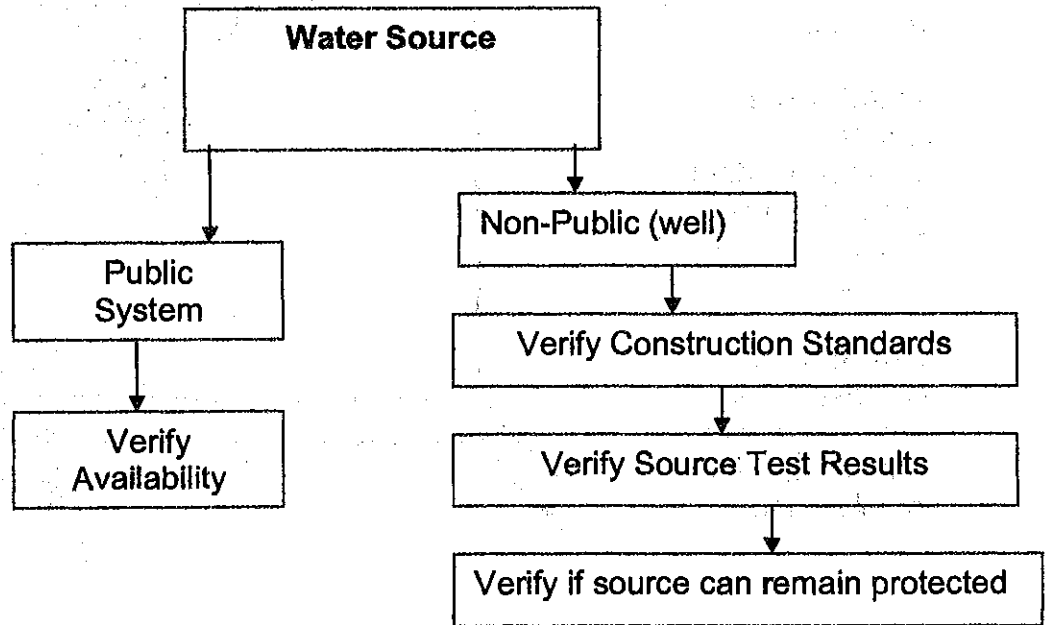 Water Source
Non-Public (well)
Public
System
Verify Construction Standards
Verify
Availability
Verify Source Test Results
Verify if source can remain protected